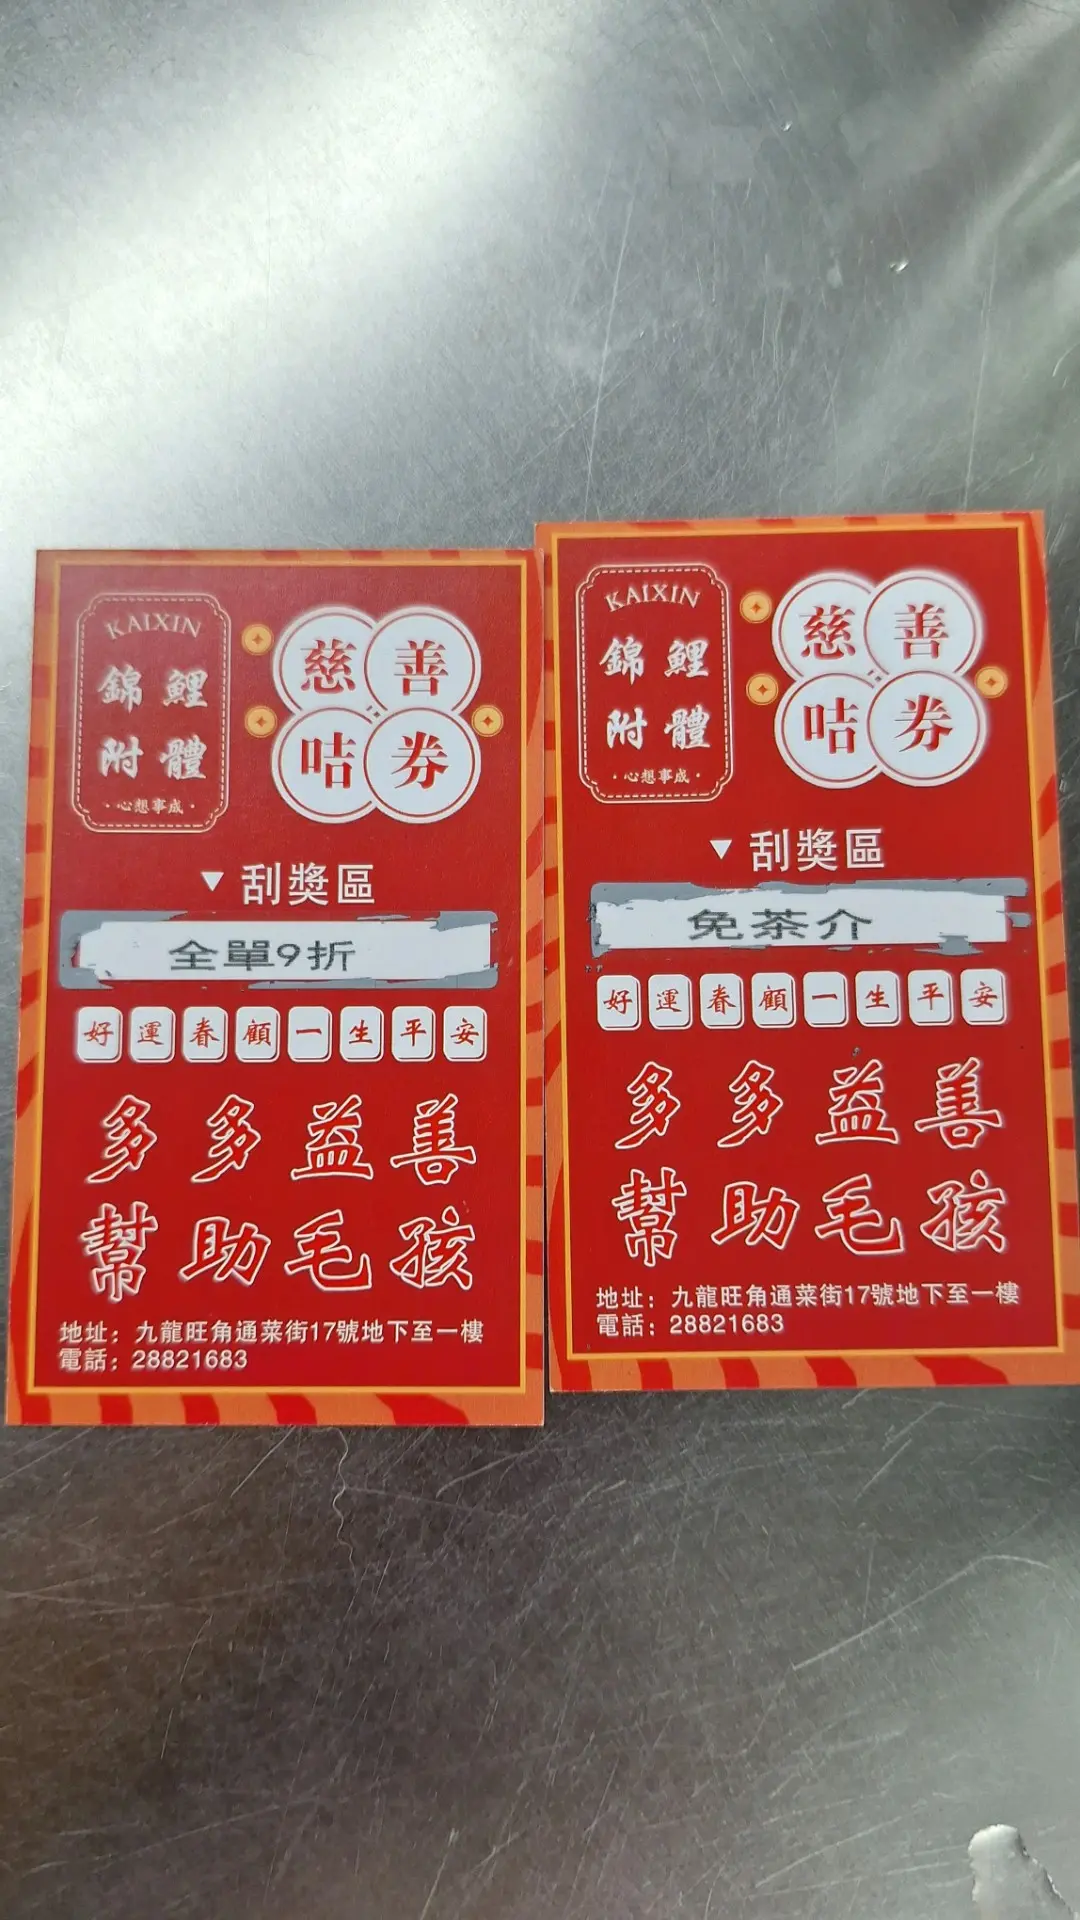 KAIXIN
錦鯉
附體
·心想事成·
慈善
咭券
▼刮獎區
全單9折
好運眷顧一生平安
多多益善
幫助毛孩
地址：九龍旺角通菜街17號地下至一樓
電話：28821683
KAIXIN
錦鯉
附體
·心想事成·
慈善
咭券
▼刮獎區
免茶介
好運眷顧一生平安
多多益善
幫助毛孩
地址：九龍旺角通菜街17號地下至一樓
電話：28821683